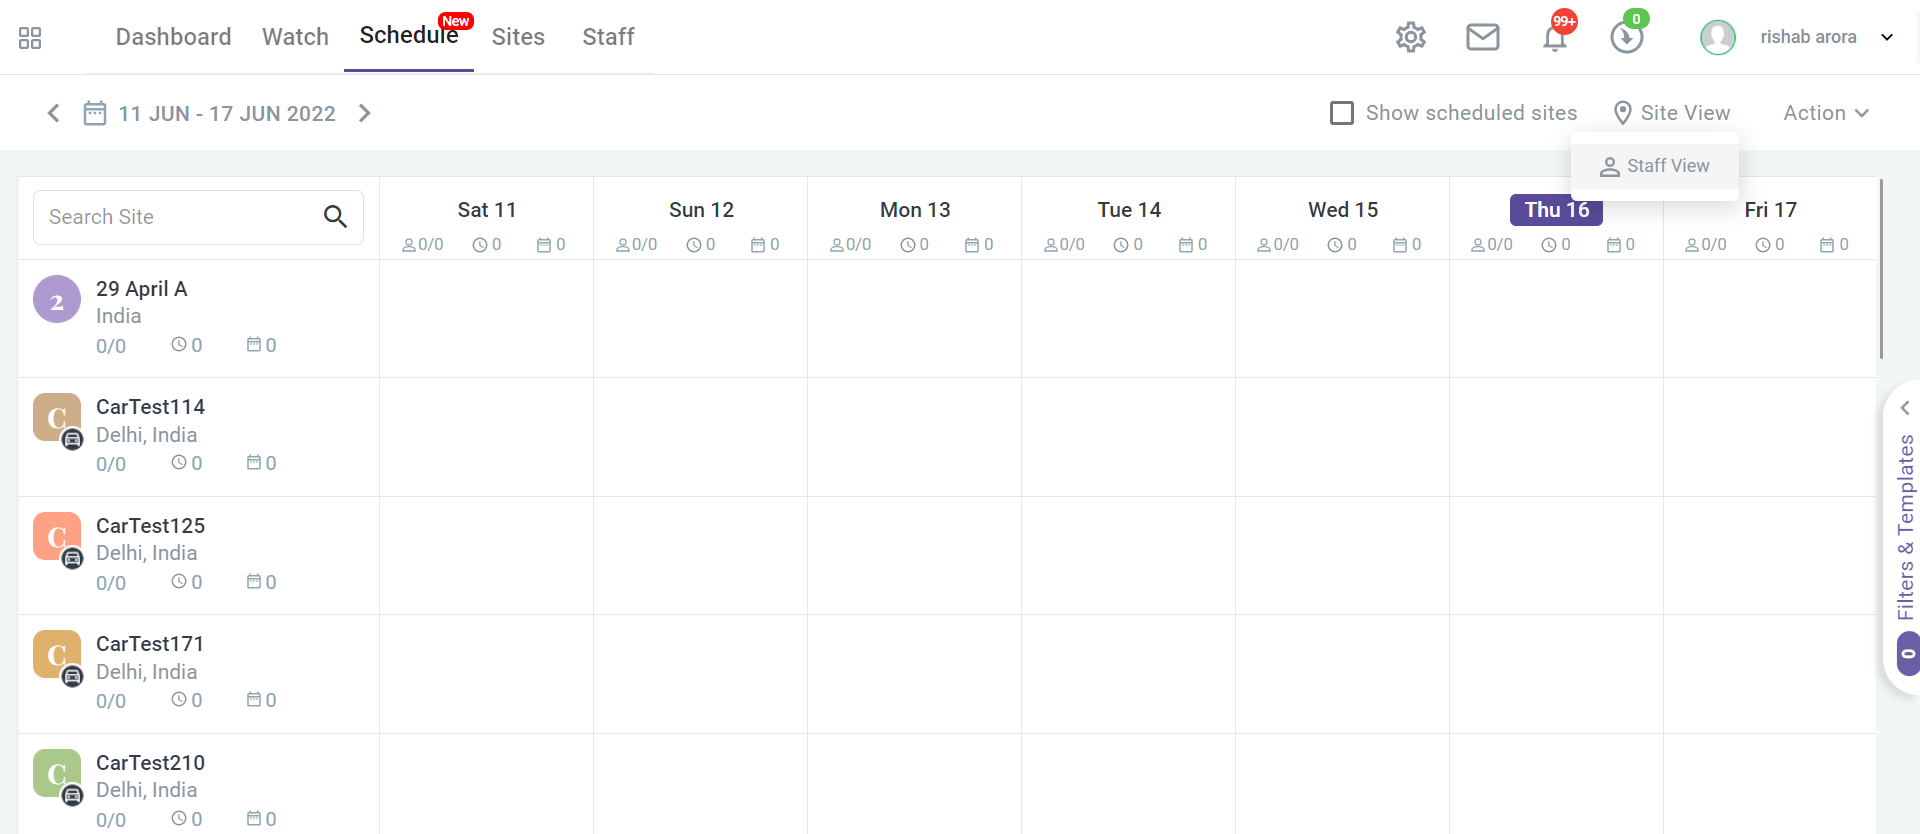 Dashboard Watch Schedule New Sites Staff 99+ 0 rishab arora
11 JUN - 17 JUN 2022 Show scheduled sites Site View Action
Staff View
Search Site Sat 11 Sun 12 Mon 13 Tue 14 Wed 15 Thu 16 Fri 17
0/0 0 0 0/0 0 0 0/0 0 0 0/0 0 0 0/0 0 0 0/0 0 0 0/0 0 0
2 29 April A
India
0/0 0 0
C CarTest114
Delhi, India
0/0 0 0
C CarTest125
Delhi, India
0/0 0 0
C CarTest171
Delhi, India
0/0 0 0
C CarTest210
Delhi, India
0/0 0 0
Filters & Templates
0